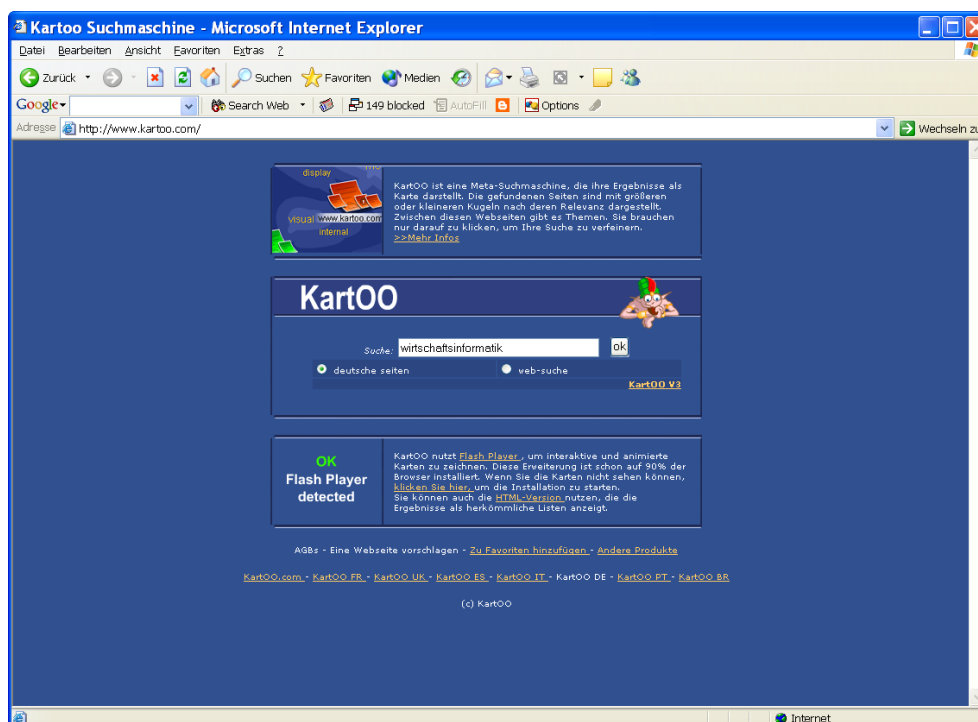 Kartoo Suchmaschine - Microsoft Internet Explorer
Datei Bearbeiten Ansicht Favoriten Extras ?
Zurück Suchen Favoriten Medien
Google Search Web 149 blocked AutoFill Options
Adresse http://www.kartoo.com/ Wechseln zu
display
visual www.kartoo.com
internal
KartOO ist eine Meta-Suchmaschine, die ihre Ergebnisse als
Karte darstellt. Die gefundenen Seiten sind mit größeren
oder kleineren Kugeln nach deren Relevanz dargestellt.
Zwischen diesen Webseiten gibt es Themen. Sie brauchen
nur darauf zu klicken, um Ihre Suche zu verfeinern.
>>Mehr Infos
KartOO
Suche: wirtschaftsinformatik ok
deutsche seiten web-suche
KartOO V3
OK
Flash Player
detected
KartOO nutzt Flash Player , um interaktive und animierte
Karten zu zeichnen. Diese Erweiterung ist schon auf 90% der
Browser installiert. Wenn Sie die Karten nicht sehen können,
klicken Sie hier, um die Installation zu starten.
Sie können auch die HTML-Version nutzen, die die
Ergebnisse als herkömmliche Listen anzeigt.
AGBs - Eine Webseite vorschlagen - Zu Favoriten hinzufügen - Andere Produkte
KartOO.com - KartOO FR - KartOO UK - KartOO ES - KartOO IT - KartOO DE - KartOO PT - KartOO BR
(c) KartOO
Internet